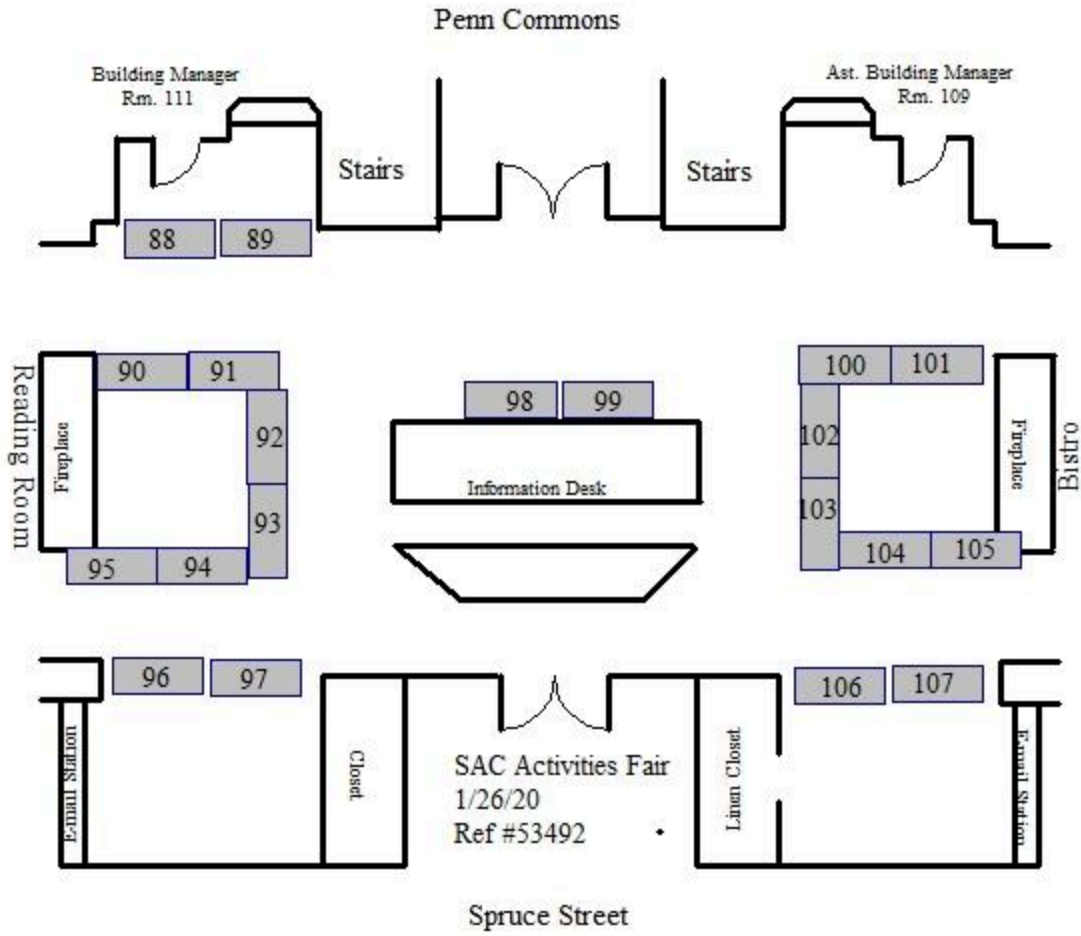 Penn Commons
Building Manager
Rm. 111
Ast. Building Manager
Rm. 109
Stairs
Stairs
88
89
Reading Room
Fireplace
90
91
92
93
94
95
98
99
Information Desk
100
101
102
103
104
105
Fireplace
Bistro
96
97
106
107
E-mail Station
Closet
SAC Activities Fair
1/26/20
Ref #53492
Linen Closet
E-mail Station
Spruce Street